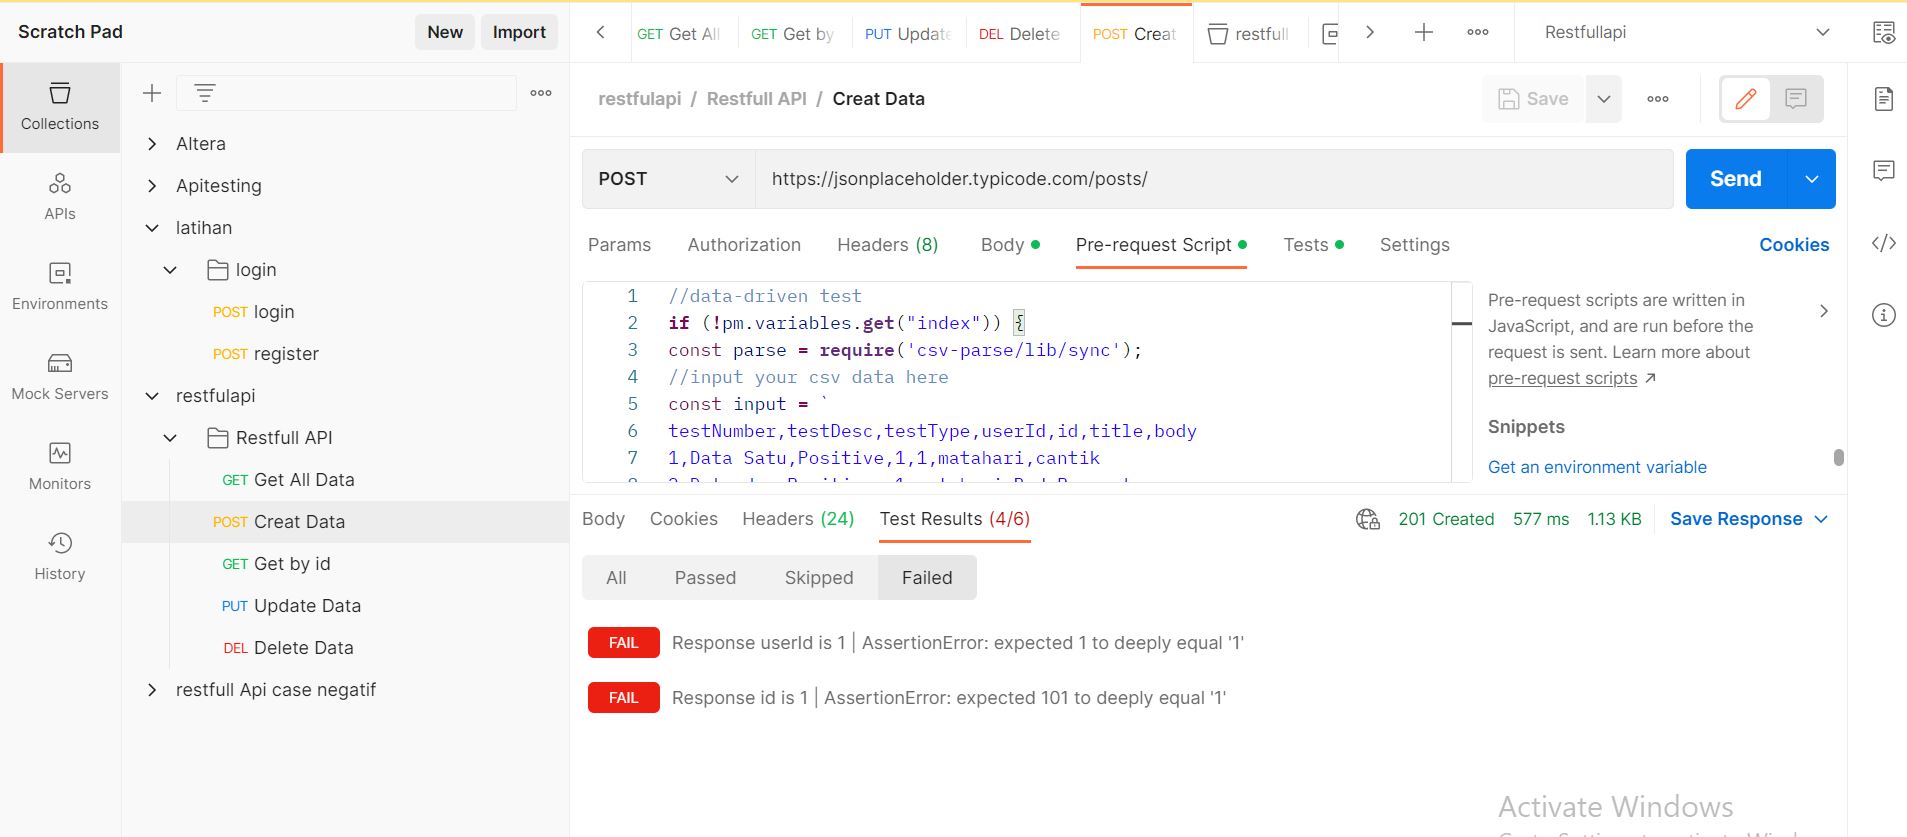 Scratch Pad
New
Import
GET Get All
GET Get by
PUT Update
DEL Delete
POST Creat
restfull
Restfullapi
Collections
APIs
Environments
Mock Servers
Monitors
History
Altera
Apitesting
latihan
login
POST login
POST register
restfulapi
Restfull API
GET Get All Data
POST Creat Data
GET Get by id
PUT Update Data
DEL Delete Data
restfull Api case negatif
restfulapi / Restfull API / Creat Data
Save
POST
https://jsonplaceholder.typicode.com/posts/
Send
Params
Authorization
Headers (8)
Body
Pre-request Script
Tests
Settings
Cookies
1 //data-driven test
2 if (!pm.variables.get("index")) {
3 const parse = require('csv-parse/lib/sync');
4 //input your csv data here
5 const input = `
6 testNumber,testDesc,testType,userId,id,title,body
7 1,Data Satu,Positive,1,1,matahari,cantik
Pre-request scripts are written in
JavaScript, and are run before the
request is sent. Learn more about
pre-request scripts
Snippets
Get an environment variable
Body
Cookies
Headers (24)
Test Results (4/6)
201 Created
577 ms
1.13 KB
Save Response
All
Passed
Skipped
Failed
FAIL Response userId is 1 | AssertionError: expected 1 to deeply equal '1'
FAIL Response id is 1 | AssertionError: expected 101 to deeply equal '1'
Activate Windows